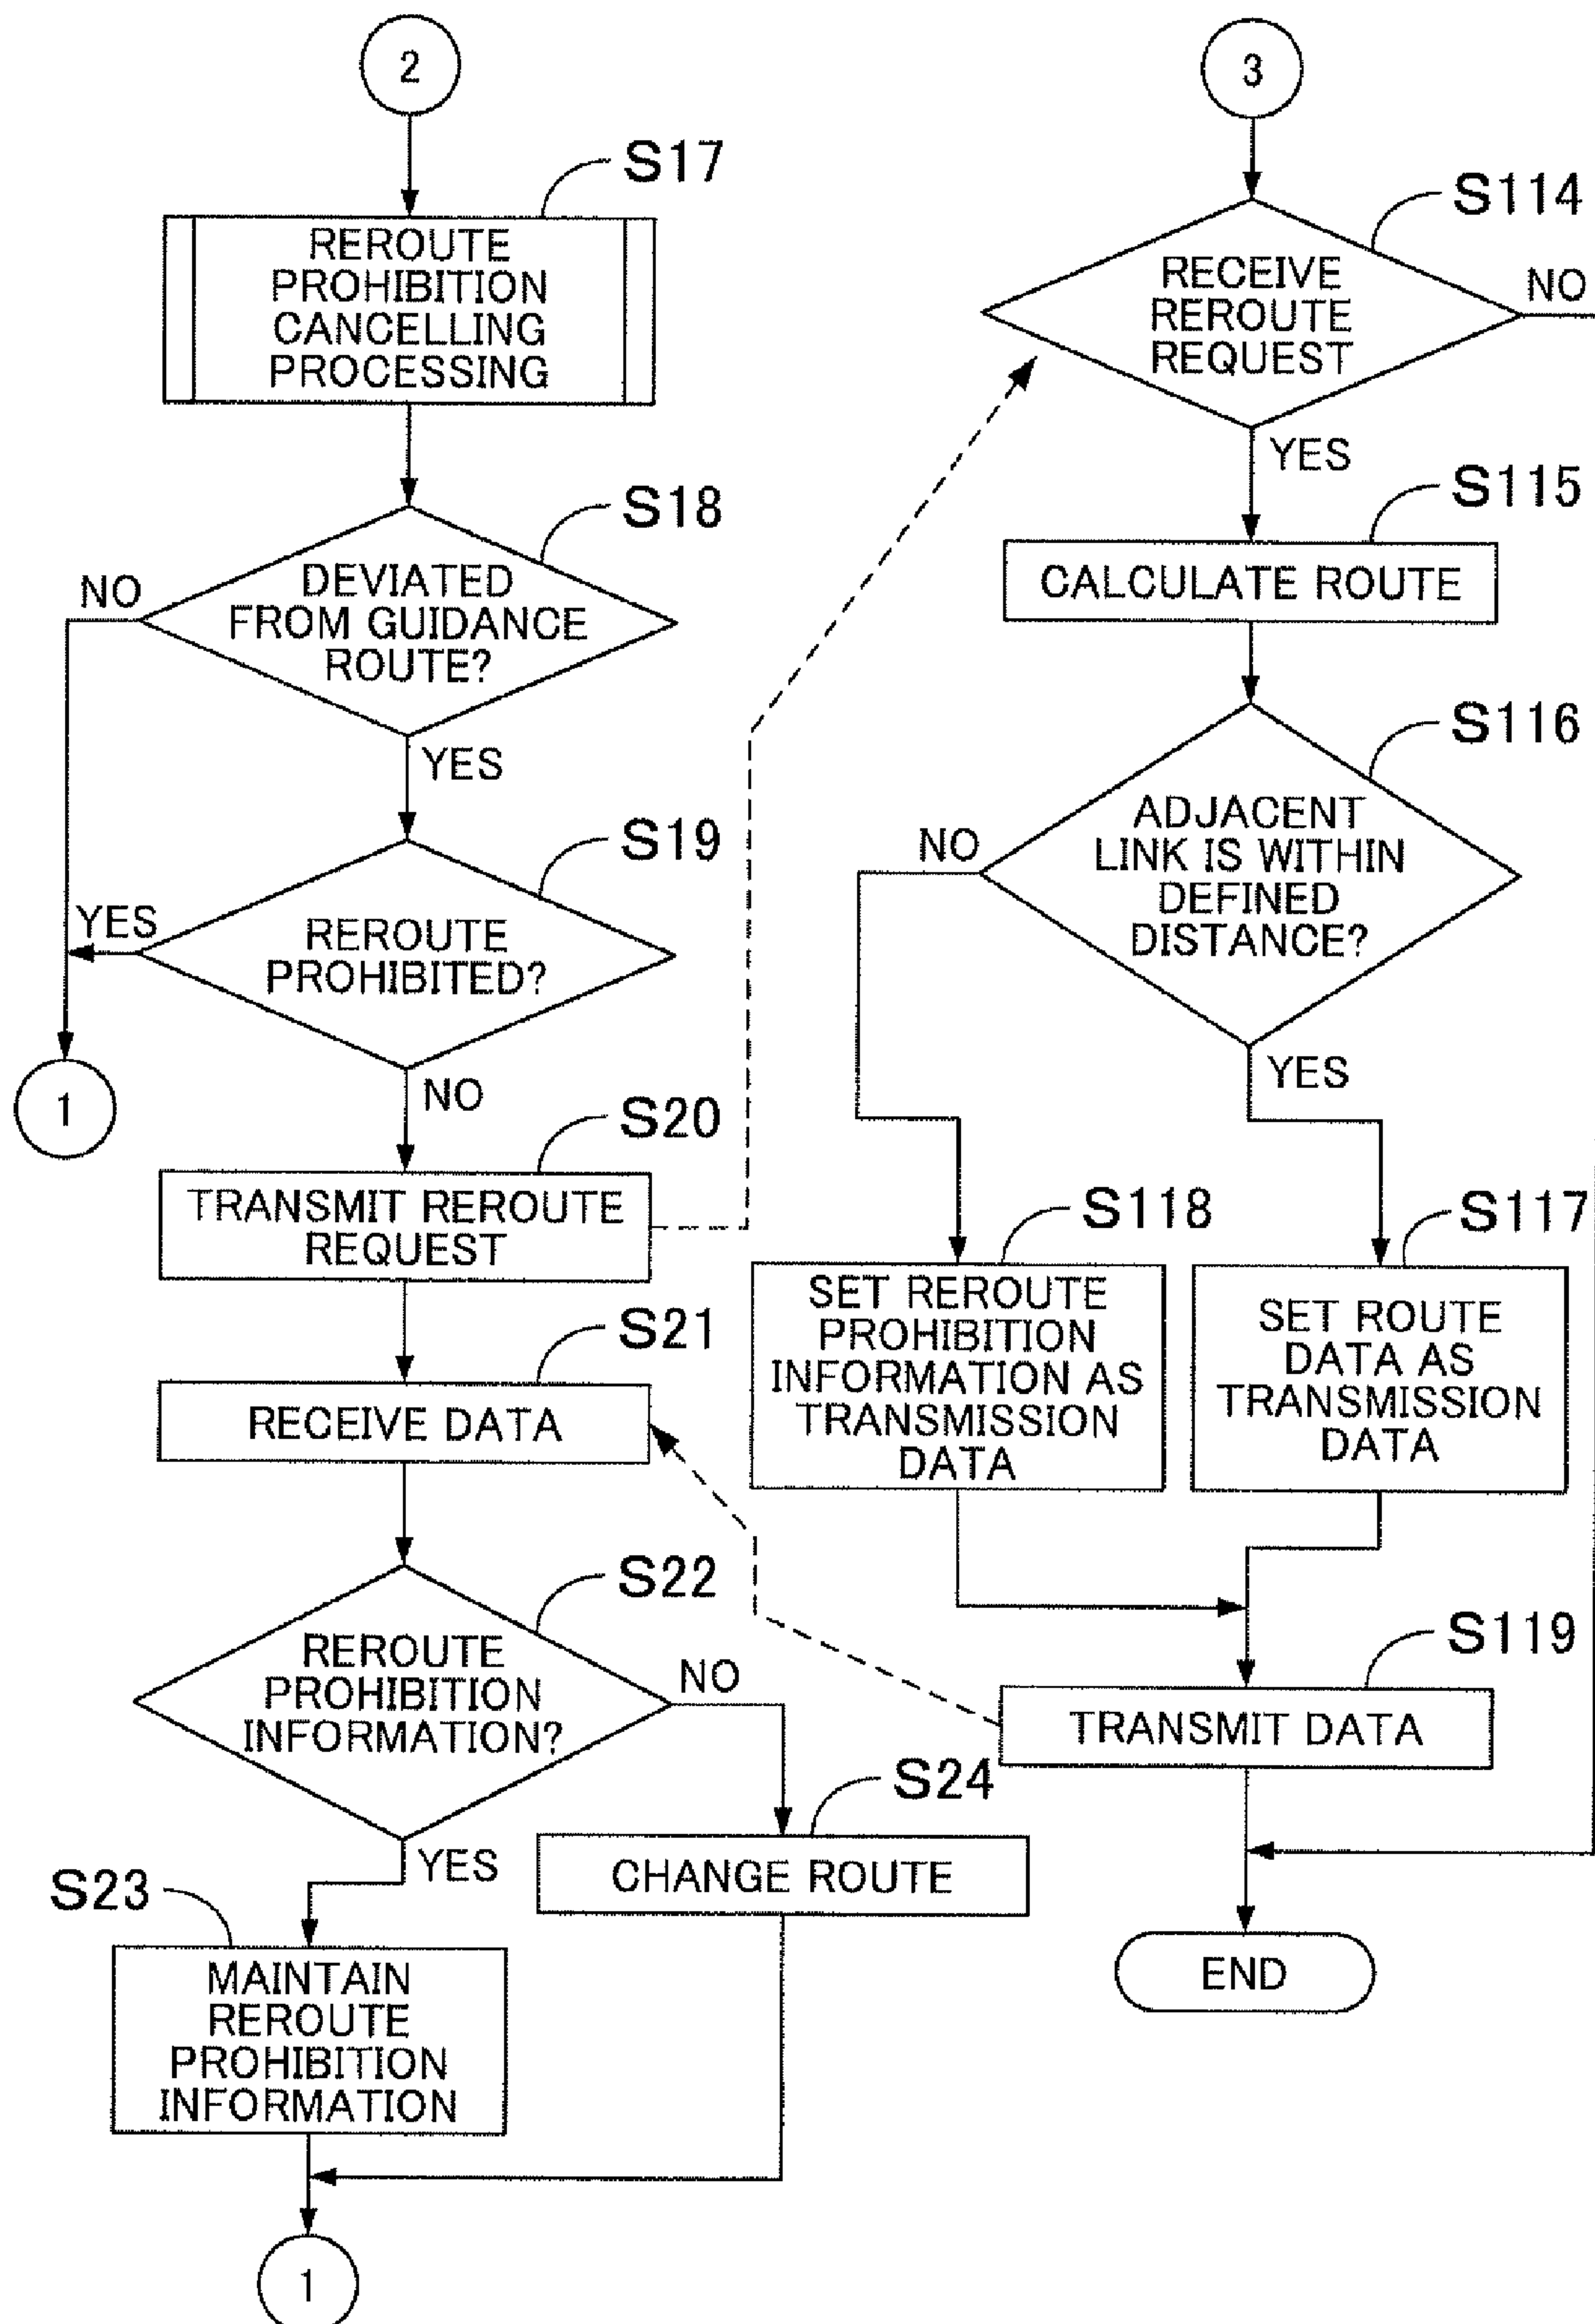 2
S17
REROUTE
PROHIBITION
CANCELLING
PROCESSING
S18
DEVIATED
FROM GUIDANCE
ROUTE?
NO
YES
S19
REROUTE
PROHIBITED?
YES
NO
1
S20
TRANSMIT REROUTE
REQUEST
S21
RECEIVE DATA
S22
REROUTE
PROHIBITION
INFORMATION?
NO
YES
S24
CHANGE ROUTE
S23
MAINTAIN
REROUTE
PROHIBITION
INFORMATION
1
3
S114
RECEIVE
REROUTE
REQUEST
NO
YES
S115
CALCULATE ROUTE
S116
ADJACENT
LINK IS WITHIN
DEFINED
DISTANCE?
NO
YES
S118
SET REROUTE
PROHIBITION
INFORMATION AS
TRANSMISSION
DATA
S117
SET ROUTE
DATA AS
TRANSMISSION
DATA
S119
TRANSMIT DATA
END